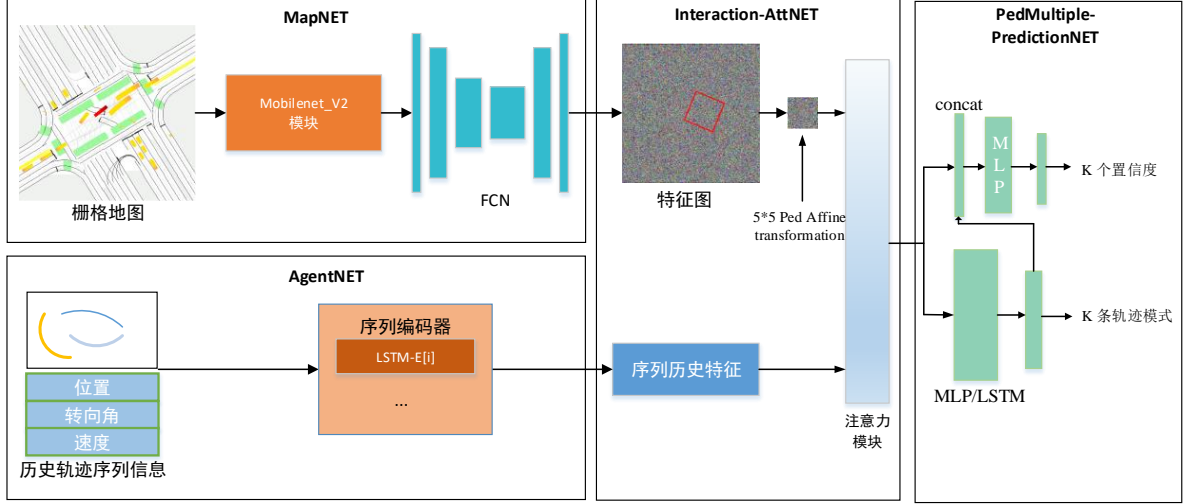 MapNET
Mobilenet_V2
模块
FCN
栅格地图
AgentNET
位置
转向角
速度
历史轨迹序列信息
序列编码器
LSTM-E[i]
...
Interaction-AttNET
特征图
5*5 Ped Affine
transformation
序列历史特征
注意力
模块
PedMultiple-
PredictionNET
concat
MLP
K 个置信度
K 条轨迹模式
MLP/LSTM